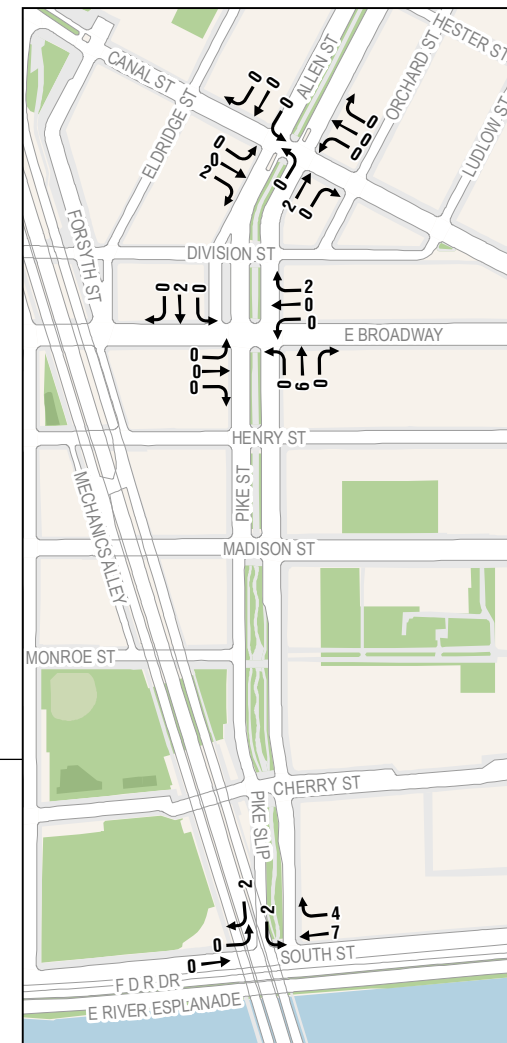 HESTER ST
ALLEN ST
ORCHARD ST
CANAL ST
0
0
0
0
0
0
ELDRIDGE ST
LUDLOW ST
0
0
2
0
2
0
FORSYTH ST
DIVISION ST
0
2
0
2
0
0
E BROADWAY
0
0
0
0
6
0
HENRY ST
PIKE ST
MECHANICS ALLEY
MADISON ST
MONROE ST
CHERRY ST
PIKE SLIP
2
2
4
7
0
0
SOUTH ST
F D R DR
E RIVER ESPLANADE